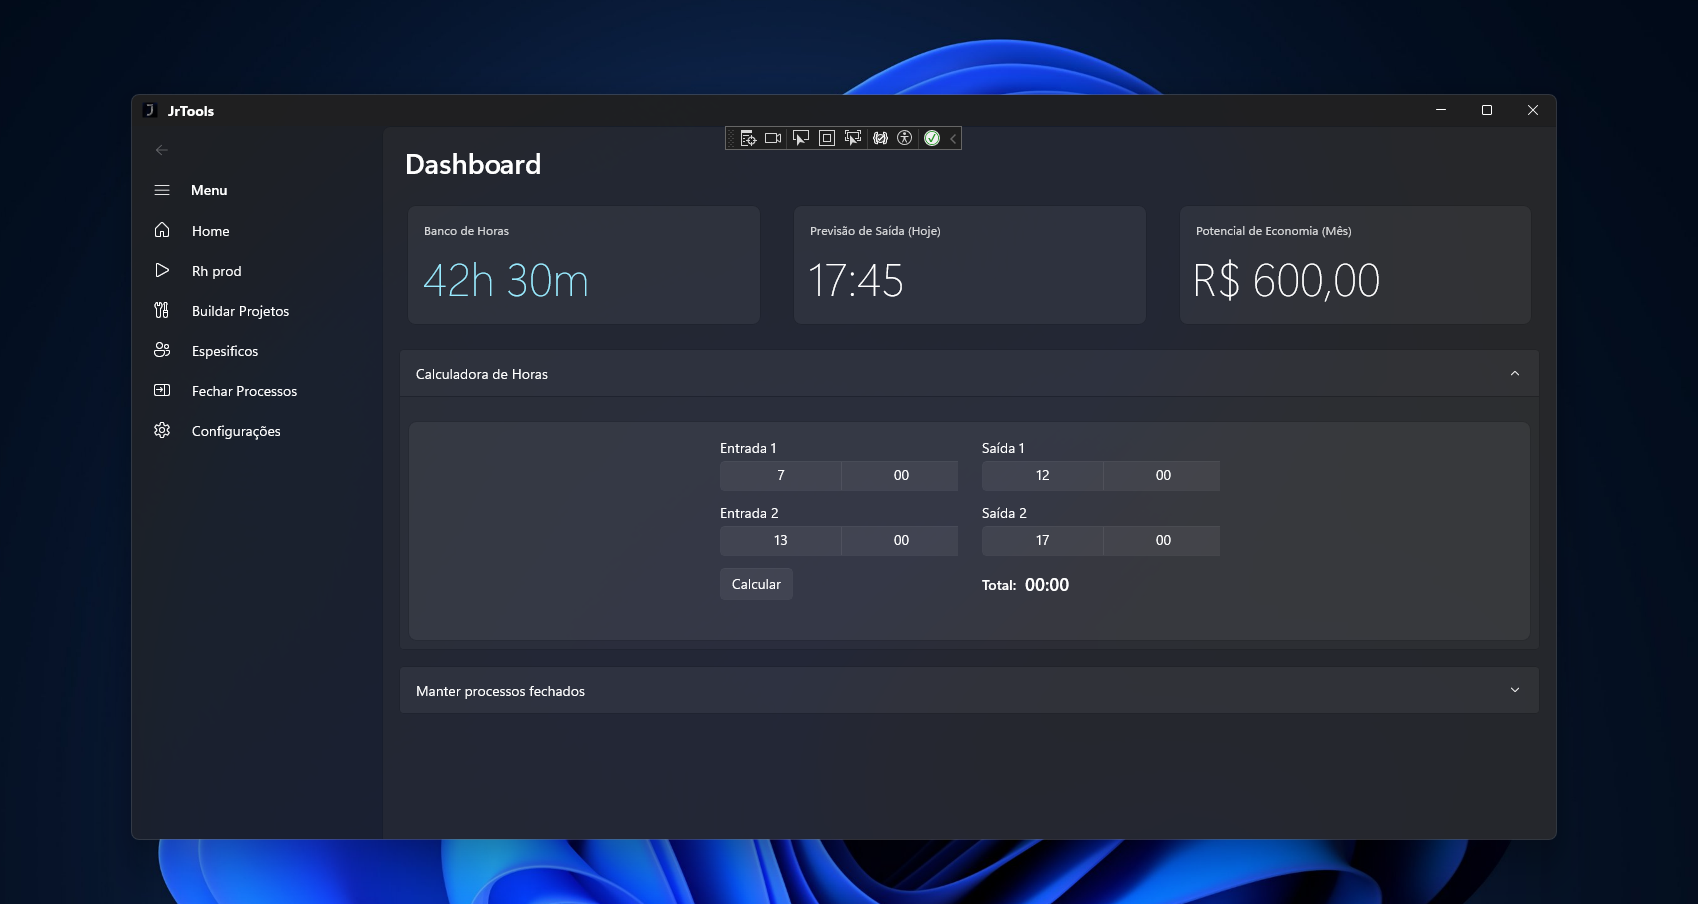 JrTools
Dashboard
Menu
Home
Rh prod
Buildar Projetos
Espesificos
Fechar Processos
Configurações
Banco de Horas
42h 30m
Previsão de Saída (Hoje)
17:45
Potencial de Economia (Mês)
R$ 600,00
Calculadora de Horas
Entrada 1
Saída 1
7 00
12 00
Entrada 2
Saída 2
13 00
17 00
Calcular
Total: 00:00
Manter processos fechados